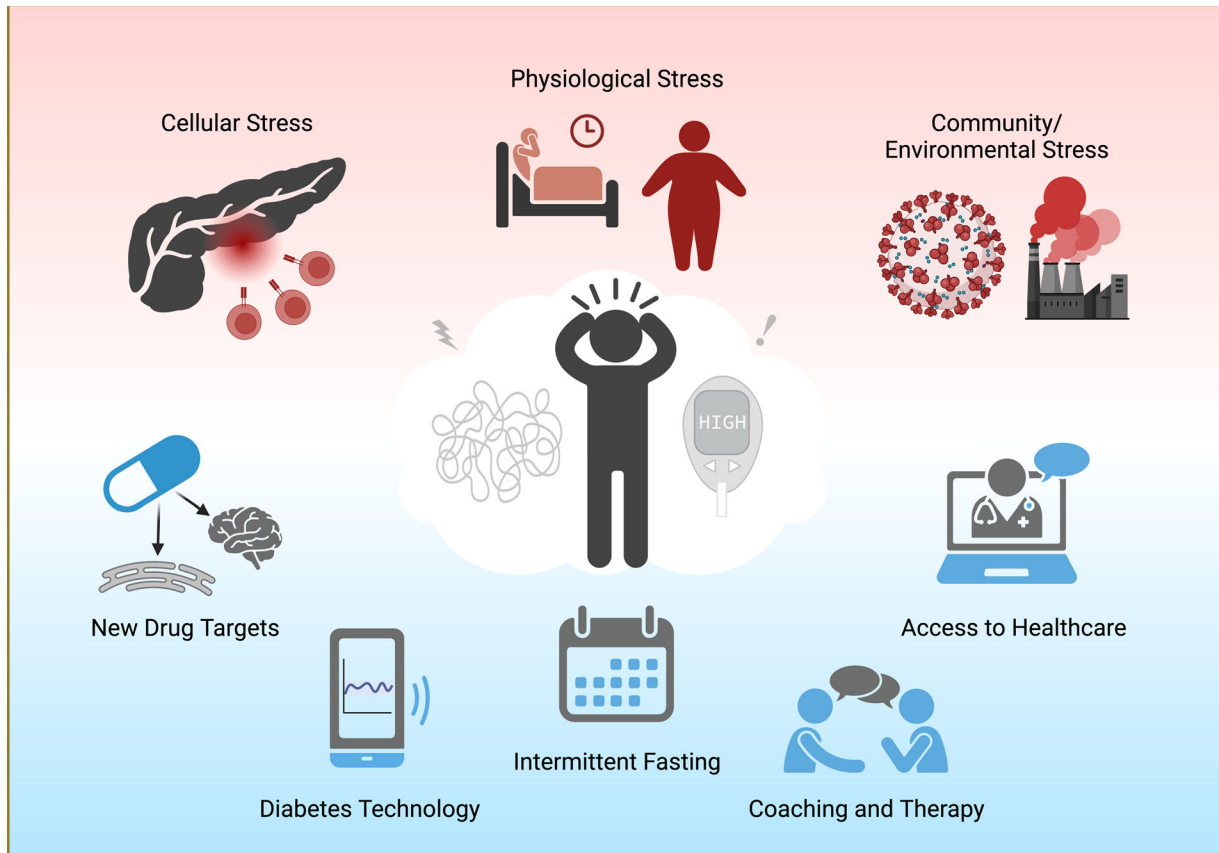 Physiological Stress
Cellular Stress
Community/
Environmental Stress
HIGH
New Drug Targets
Access to Healthcare
Intermittent Fasting
Diabetes Technology
Coaching and Therapy